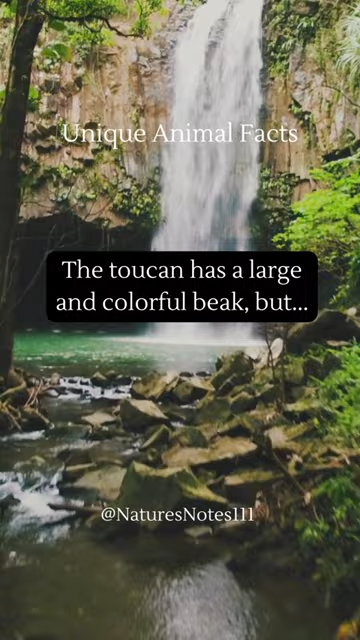 Unique Animal Facts
The toucan has a large
and colorful beak, but...
@NaturesNotes111